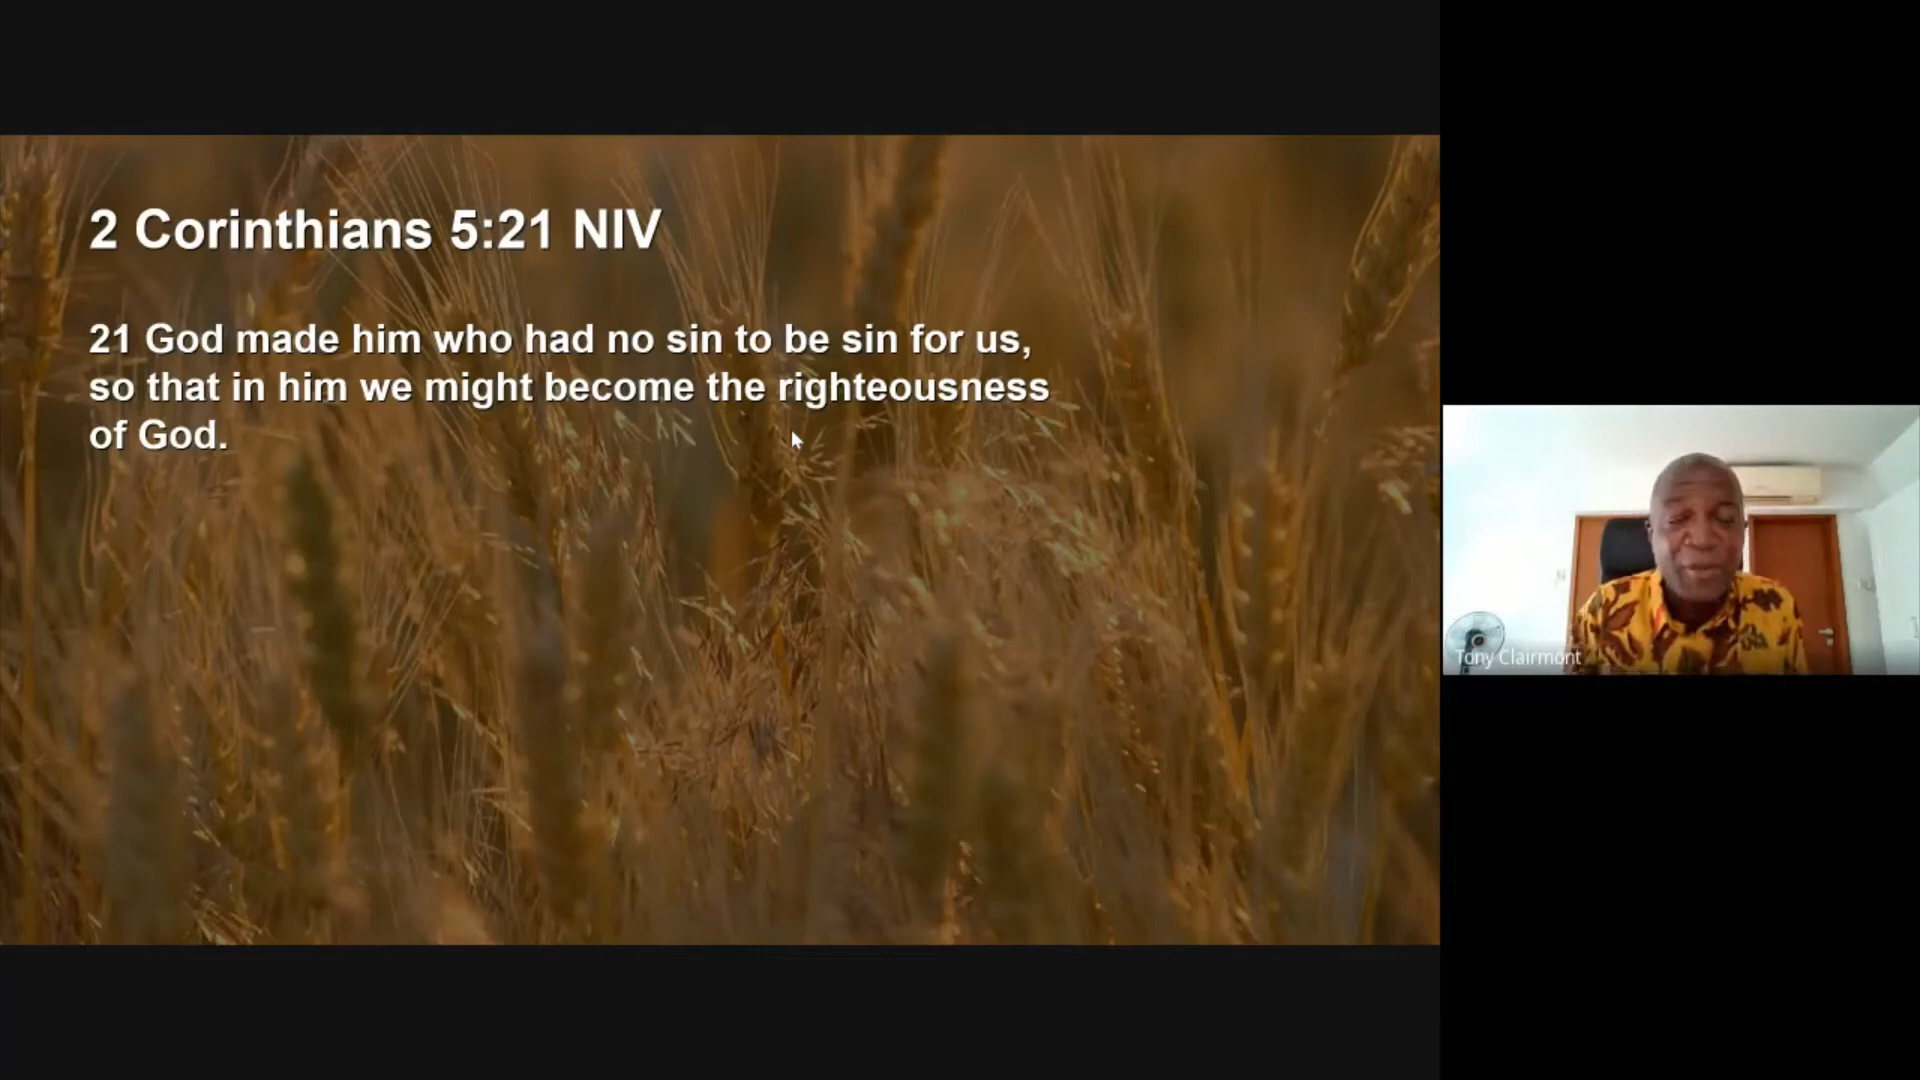 2 Corinthians 5:21 NIV
21 God made him who had no sin to be sin for us,
so that in him we might become the righteousness
of God.
Tony Clairmont